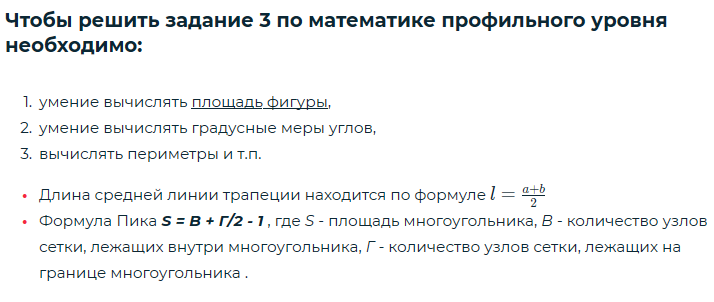 Чтобы решить задание 3 по математике профильного уровня
необходимо:
1. умение вычислять площадь фигуры,
2. умение вычислять градусные меры углов,
3. вычислять периметры и т.п.
• Длина средней линии трапеции находится по формуле l = a+b/2
• Формула Пика S = В + Г/2 - 1 , где S - площадь многоугольника, В - количество узлов
сетки, лежащих внутри многоугольника, Г - количество узлов сетки, лежащих на
границе многоугольника .